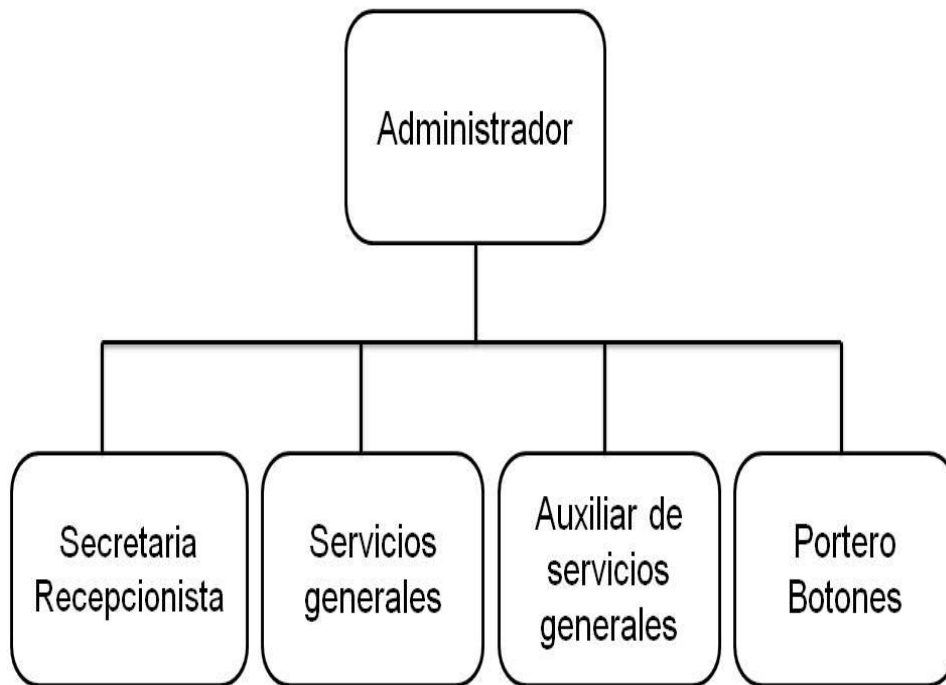 Administrador
Secretaria
Recepcionista
Servicios
generales
Auxiliar de
servicios
generales
Portero
Botones